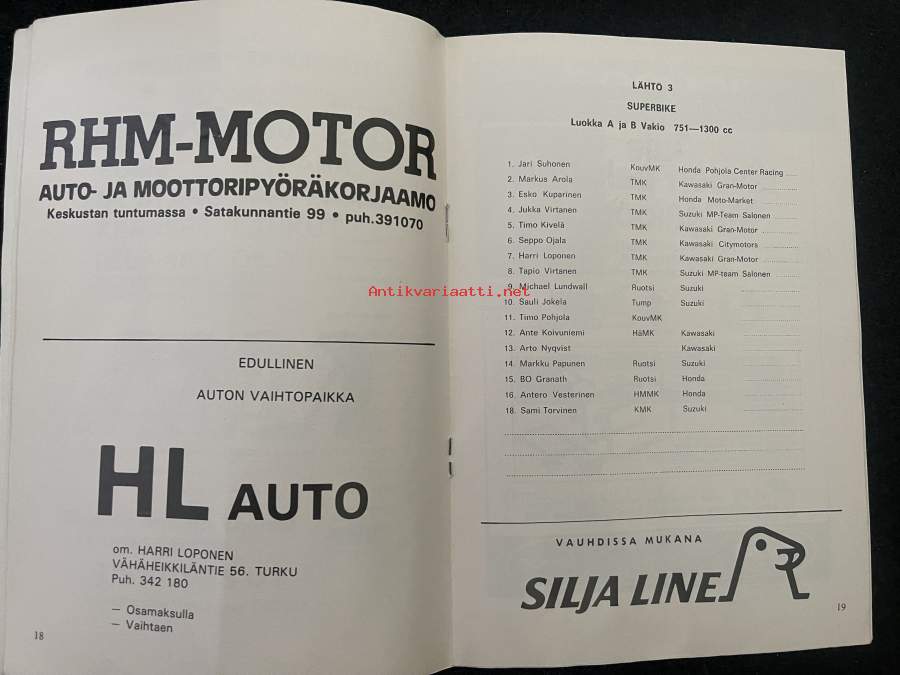 RHM-MOTOR
AUTO- JA MOOTTORIPYÖRÄKORJAAMO
Keskustan tuntumassa • Satakunnantie 99 • puh.391070
EDULLINEN
AUTON VAIHTOPAIKKA
HL AUTO
om. HARRI LOPONEN
VÄHÄHEIKKILÄNTIE 56. TURKU
Puh. 342 180
— Osamaksulla
— Vaihtaen
18
LÄHTO 3
SUPERBIKE
Luokka A ja B Vakio 751—1300 cc
1. Jari Suhonen KouvMK Honda Pohjola Center Racing
2. Markus Arola TMK Kawasaki Gran-Motor
3. Esko Kuparinen TMK Honda Moto-Market
4. Jukka Virtanen TMK Suzuki MP-Team Salonen
5. Timo Kivelä TMK Kawasaki Gran-Motor
6. Seppo Ojala TMK Kawasaki Citymotors
7. Harri Loponen TMK Kawasaki Gran-Motor
8. Tapio Virtanen TMK Suzuki MP-team Salonen
9. Michael Lundwall Ruotsi Suzuki
10. Sauli Jokela Tump Suzuki
11. Timo Pohjola KouvMK
12. Ante Koivuniemi HäMK Kawasaki
13. Arto Nyqvist Kawasaki
14. Markku Papunen Ruotsi Suzuki
15. BO Granath Ruotsi Honda
16. Antero Vesterinen HMMK Honda
18. Sami Torvinen KMK Suzuki
VAUHDISSA MUKANA
SILJA LINE
19
Antikvariaatti.net